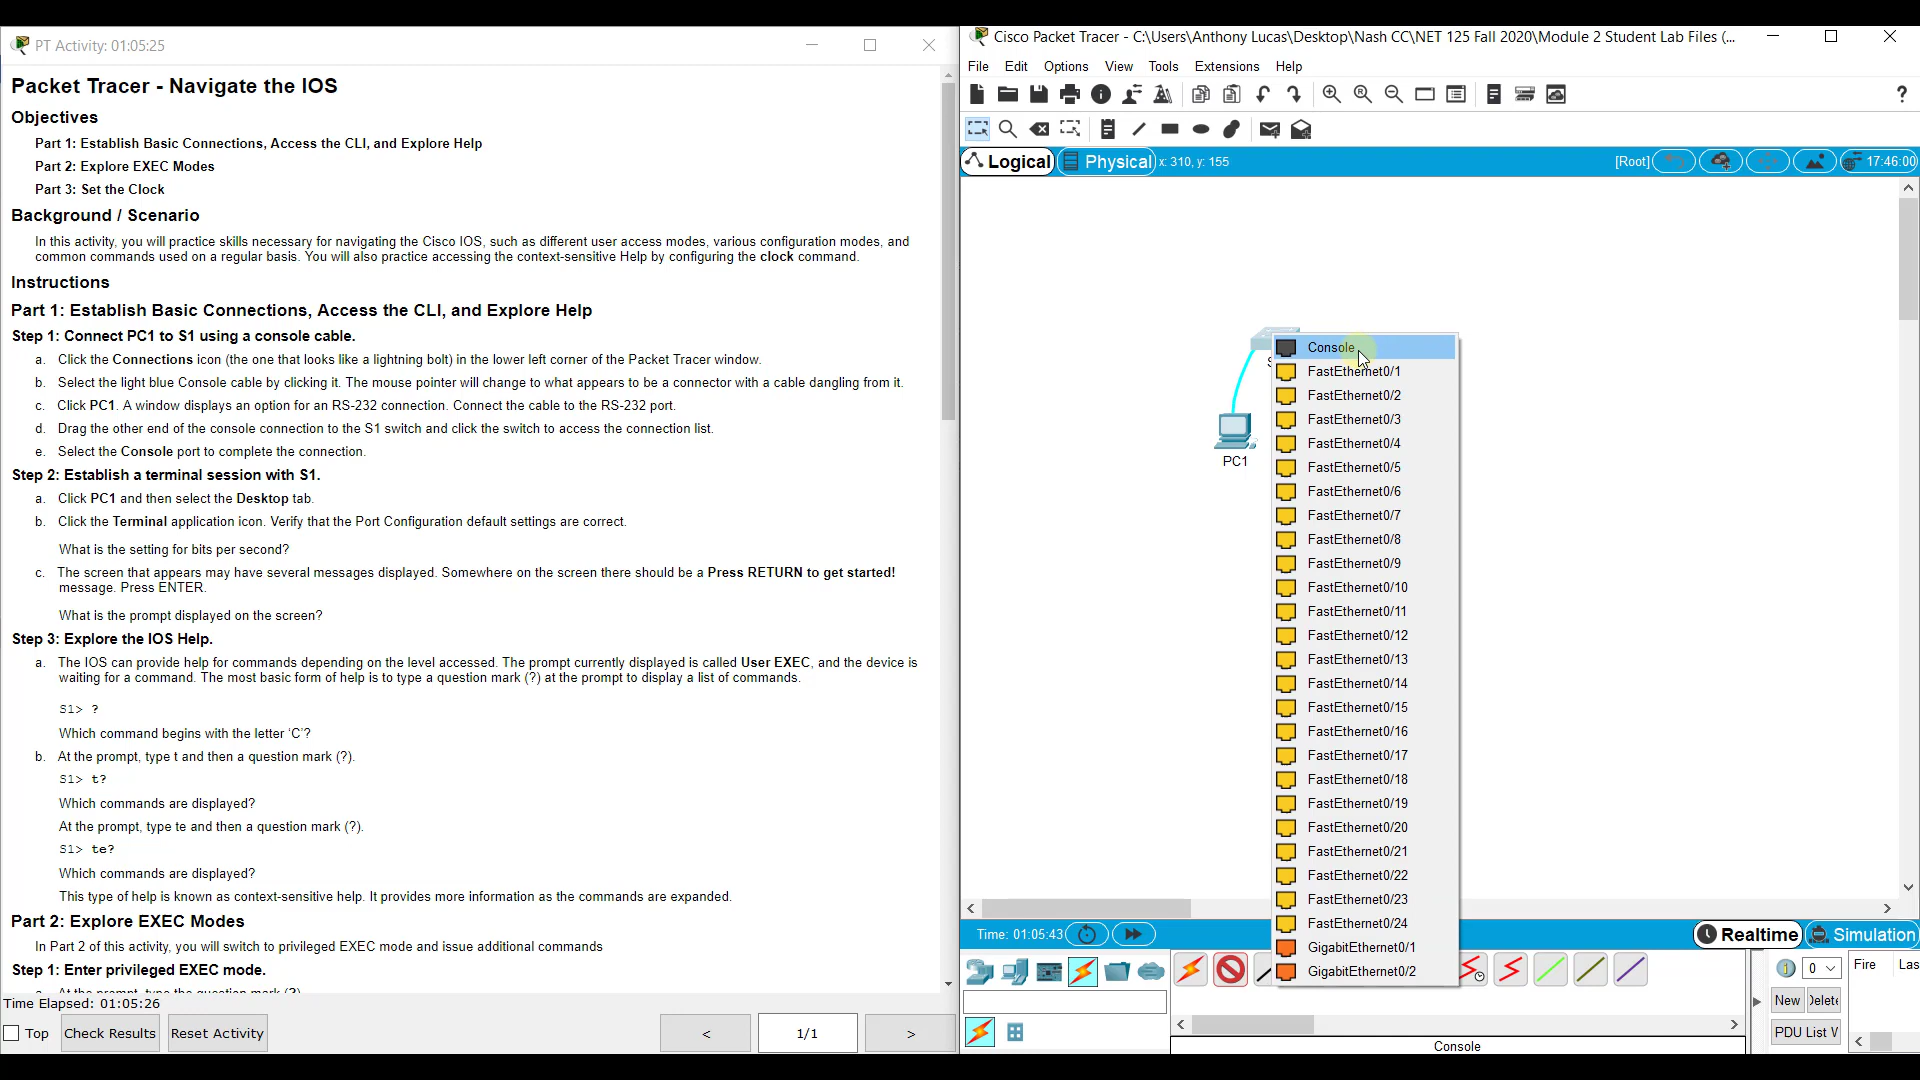 PT Activity: 01:05:25
Packet Tracer - Navigate the IOS
Objectives
Part 1: Establish Basic Connections, Access the CLI, and Explore Help
Part 2: Explore EXEC Modes
Part 3: Set the Clock
Background / Scenario
In this activity, you will practice skills necessary for navigating the Cisco IOS, such as different user access modes, various configuration modes, and
common commands used on a regular basis. You will also practice accessing the context-sensitive Help by configuring the clock command.
Instructions
Part 1: Establish Basic Connections, Access the CLI, and Explore Help
Step 1: Connect PC1 to S1 using a console cable.
a. Click the Connections icon (the one that looks like a lightning bolt) in the lower left corner of the Packet Tracer window.
b. Select the light blue Console cable by clicking it. The mouse pointer will change to what appears to be a connector with a cable dangling from it.
c. Click PC1. A window displays an option for an RS-232 connection. Connect the cable to the RS-232 port.
d. Drag the other end of the console connection to the S1 switch and click the switch to access the connection list.
e. Select the Console port to complete the connection.
Step 2: Establish a terminal session with S1.
a. Click PC1 and then select the Desktop tab.
b. Click the Terminal application icon. Verify that the Port Configuration default settings are correct.
What is the setting for bits per second?
c. The screen that appears may have several messages displayed. Somewhere on the screen there should be a Press RETURN to get started!
message. Press ENTER.
What is the prompt displayed on the screen?
Step 3: Explore the IOS Help.
a. The IOS can provide help for commands depending on the level accessed. The prompt currently displayed is called User EXEC, and the device is
waiting for a command. The most basic form of help is to type a question mark (?) at the prompt to display a list of commands.
S1> ?
Which command begins with the letter ‘C’?
b. At the prompt, type t and then a question mark (?).
S1> t?
Which commands are displayed?
At the prompt, type te and then a question mark (?).
S1> te?
Which commands are displayed?
This type of help is known as context-sensitive help. It provides more information as the commands are expanded.
Part 2: Explore EXEC Modes
In Part 2 of this activity, you will switch to privileged EXEC mode and issue additional commands
Step 1: Enter privileged EXEC mode.
a. At the prompt, type the question mark (?)
Time Elapsed: 01:05:26
Top
Check Results
Reset Activity
<
1/1
>
Cisco Packet Tracer - C:\Users\Anthony Lucas\Desktop\Nash CC\NET 125 Fall 2020\Module 2 Student Lab Files (...
File Edit Options View Tools Extensions Help
Logical
Physical
x: 310, y: 155
[Root]
17:46:00
PC1
Console
FastEthernet0/1
FastEthernet0/2
FastEthernet0/3
FastEthernet0/4
FastEthernet0/5
FastEthernet0/6
FastEthernet0/7
FastEthernet0/8
FastEthernet0/9
FastEthernet0/10
FastEthernet0/11
FastEthernet0/12
FastEthernet0/13
FastEthernet0/14
FastEthernet0/15
FastEthernet0/16
FastEthernet0/17
FastEthernet0/18
FastEthernet0/19
FastEthernet0/20
FastEthernet0/21
FastEthernet0/22
FastEthernet0/23
FastEthernet0/24
GigabitEthernet0/1
GigabitEthernet0/2
Time: 01:05:43
Realtime
Simulation
0
Fire
Las
New
PDU List
Console